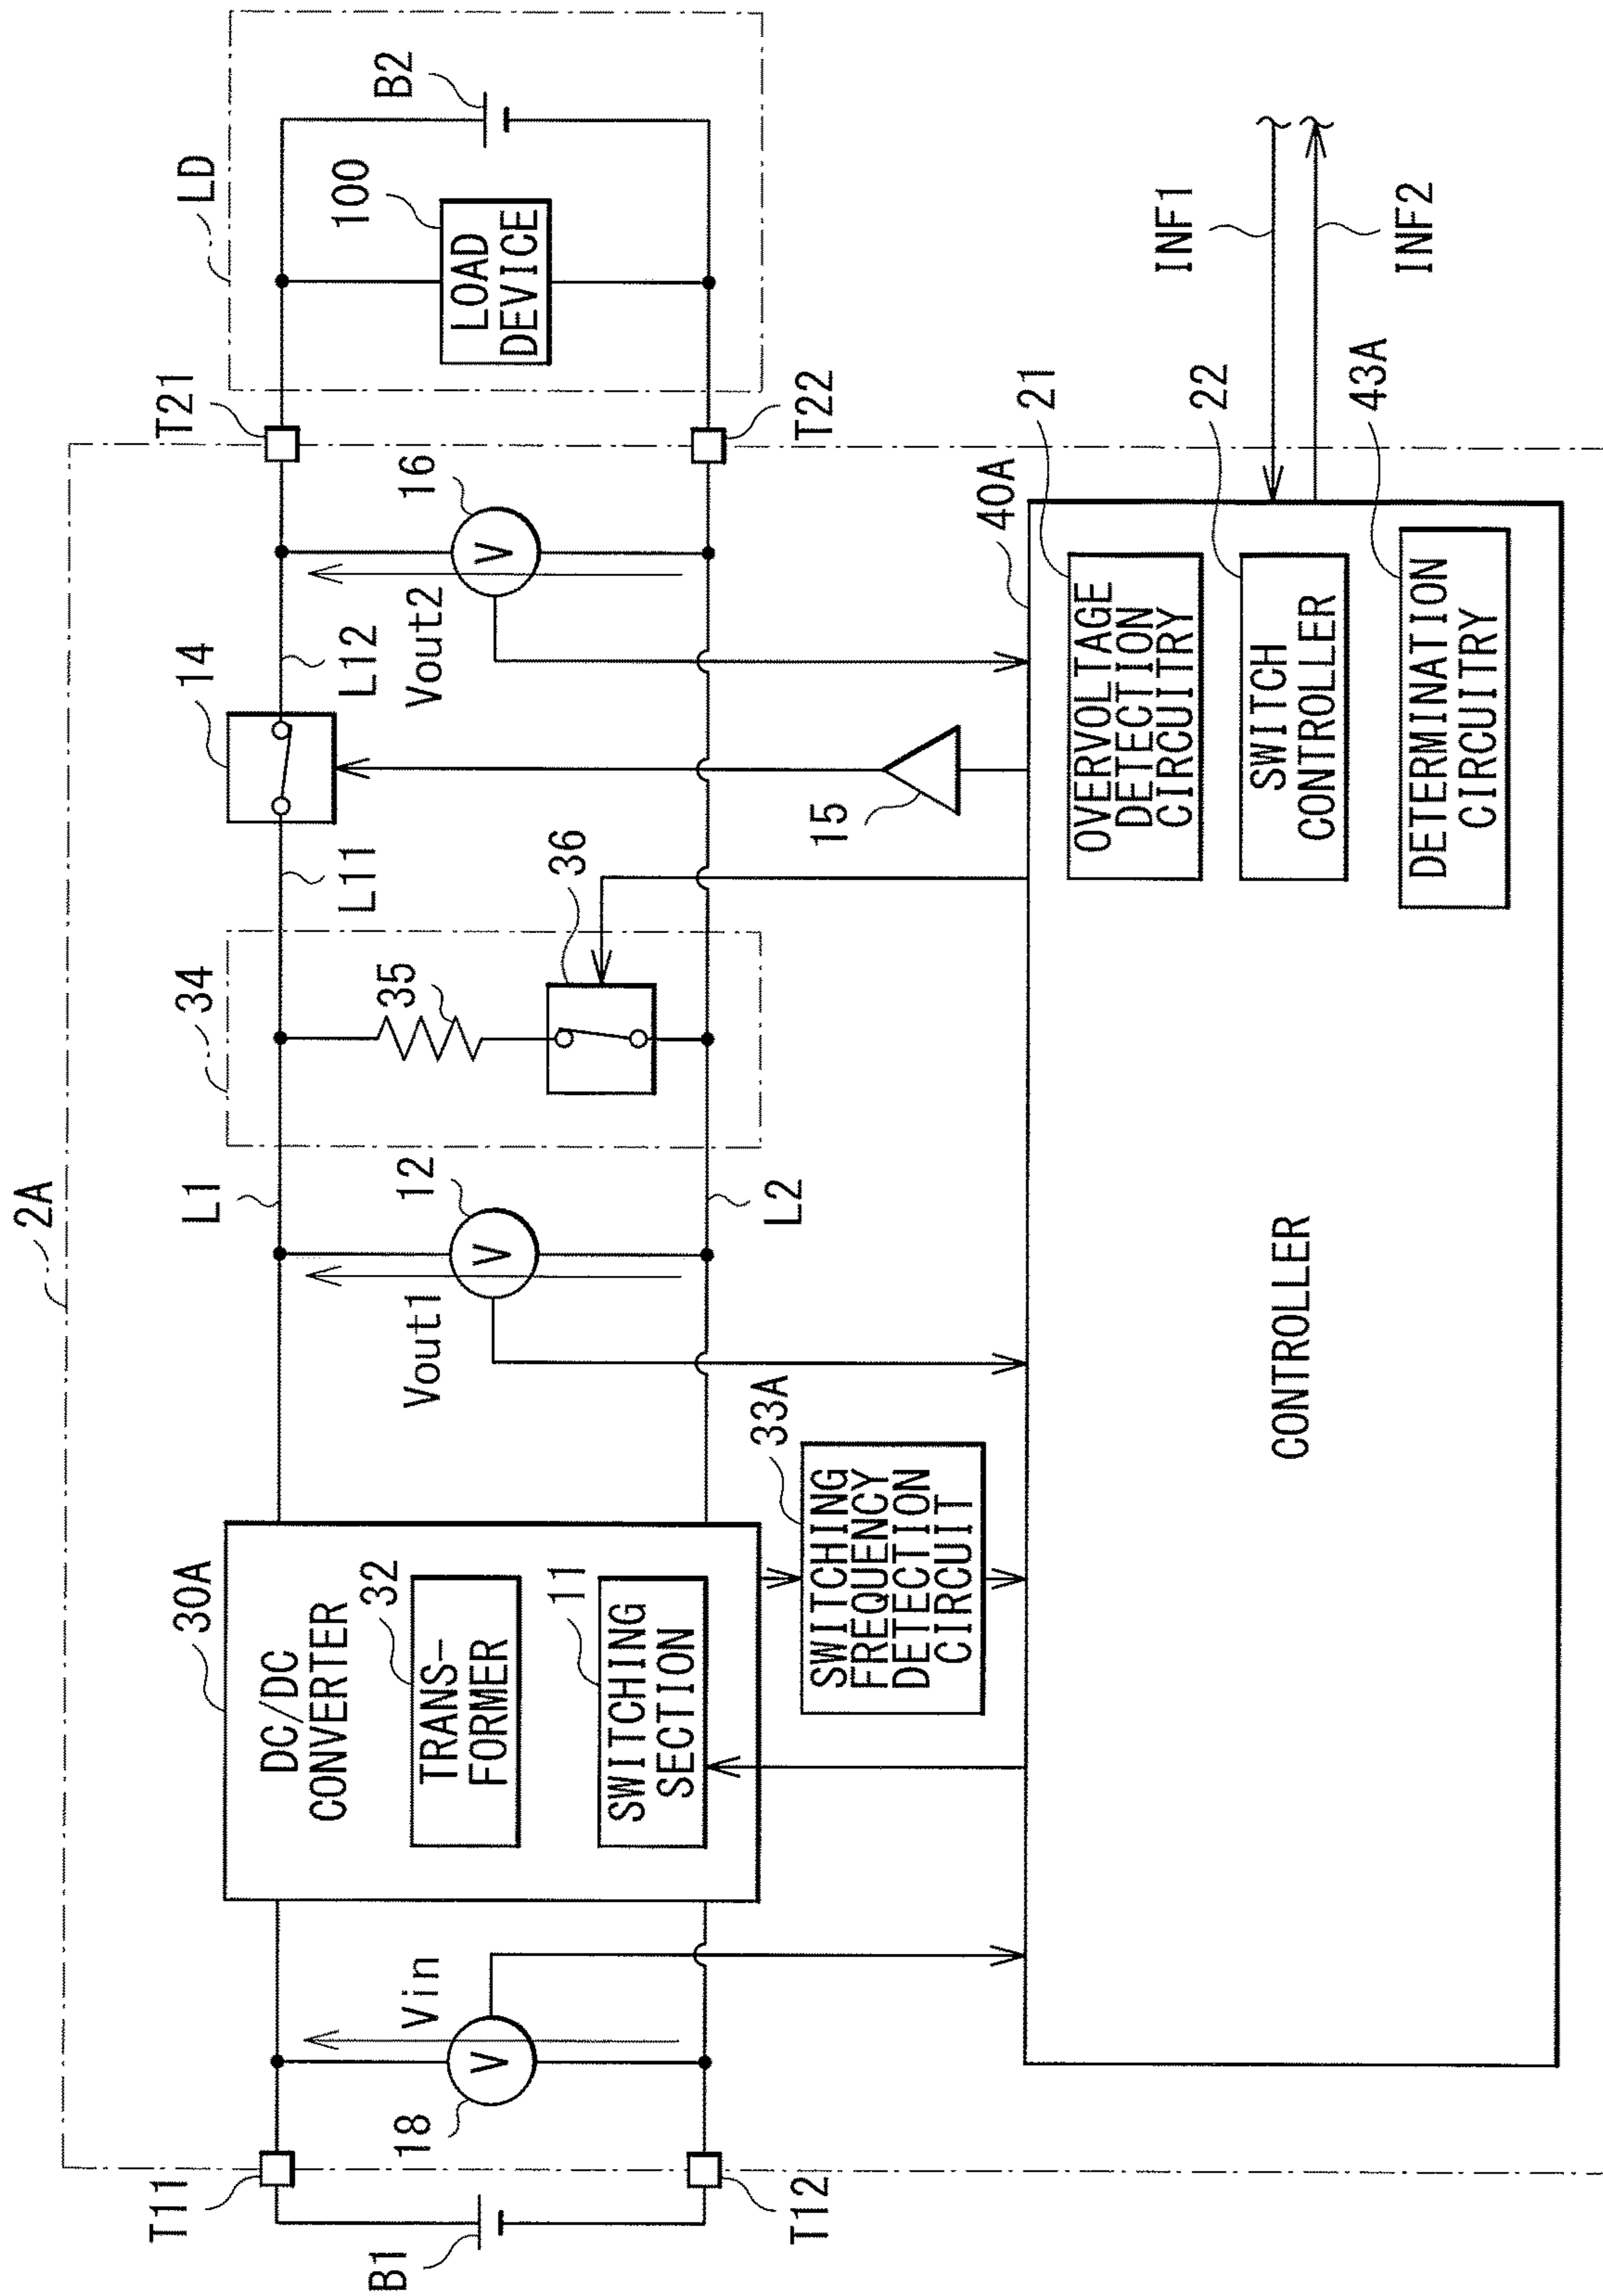 2A
T11
B1
T12
18
Vin
30A
DC/DC
CONVERTER
32
TRANS-
FORMER
11
SWITCHING
SECTION
33A
SWITCHING
FREQUENCY
DETECTION
CIRCUIT
L1
12
Vout1
L2
34
35
36
L11
14
L12
15
16
Vout2
T21
T22
LD
100
LOAD
DEVICE
B2
40A
CONTROLLER
21
OVERVOLTAGE
DETECTION
CIRCUITRY
22
SWITCH
CONTROLLER
43A
DETERMINATION
CIRCUITRY
INF1
INF2